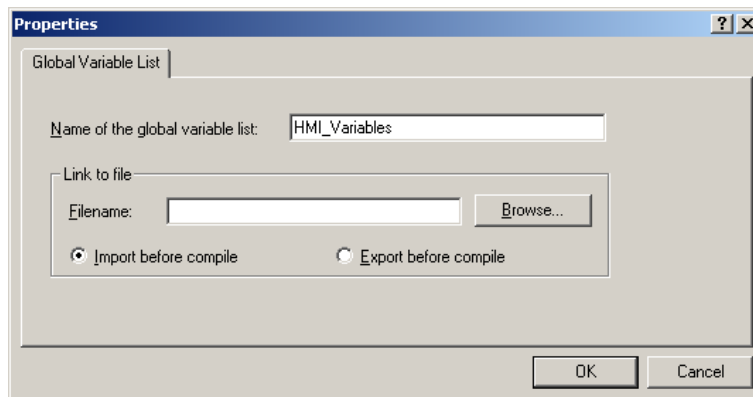 Properties
Global Variable List
Name of the global variable list: HMI_Variables
Link to file
Filename: Browse...
Import before compile Export before compile
OK Cancel